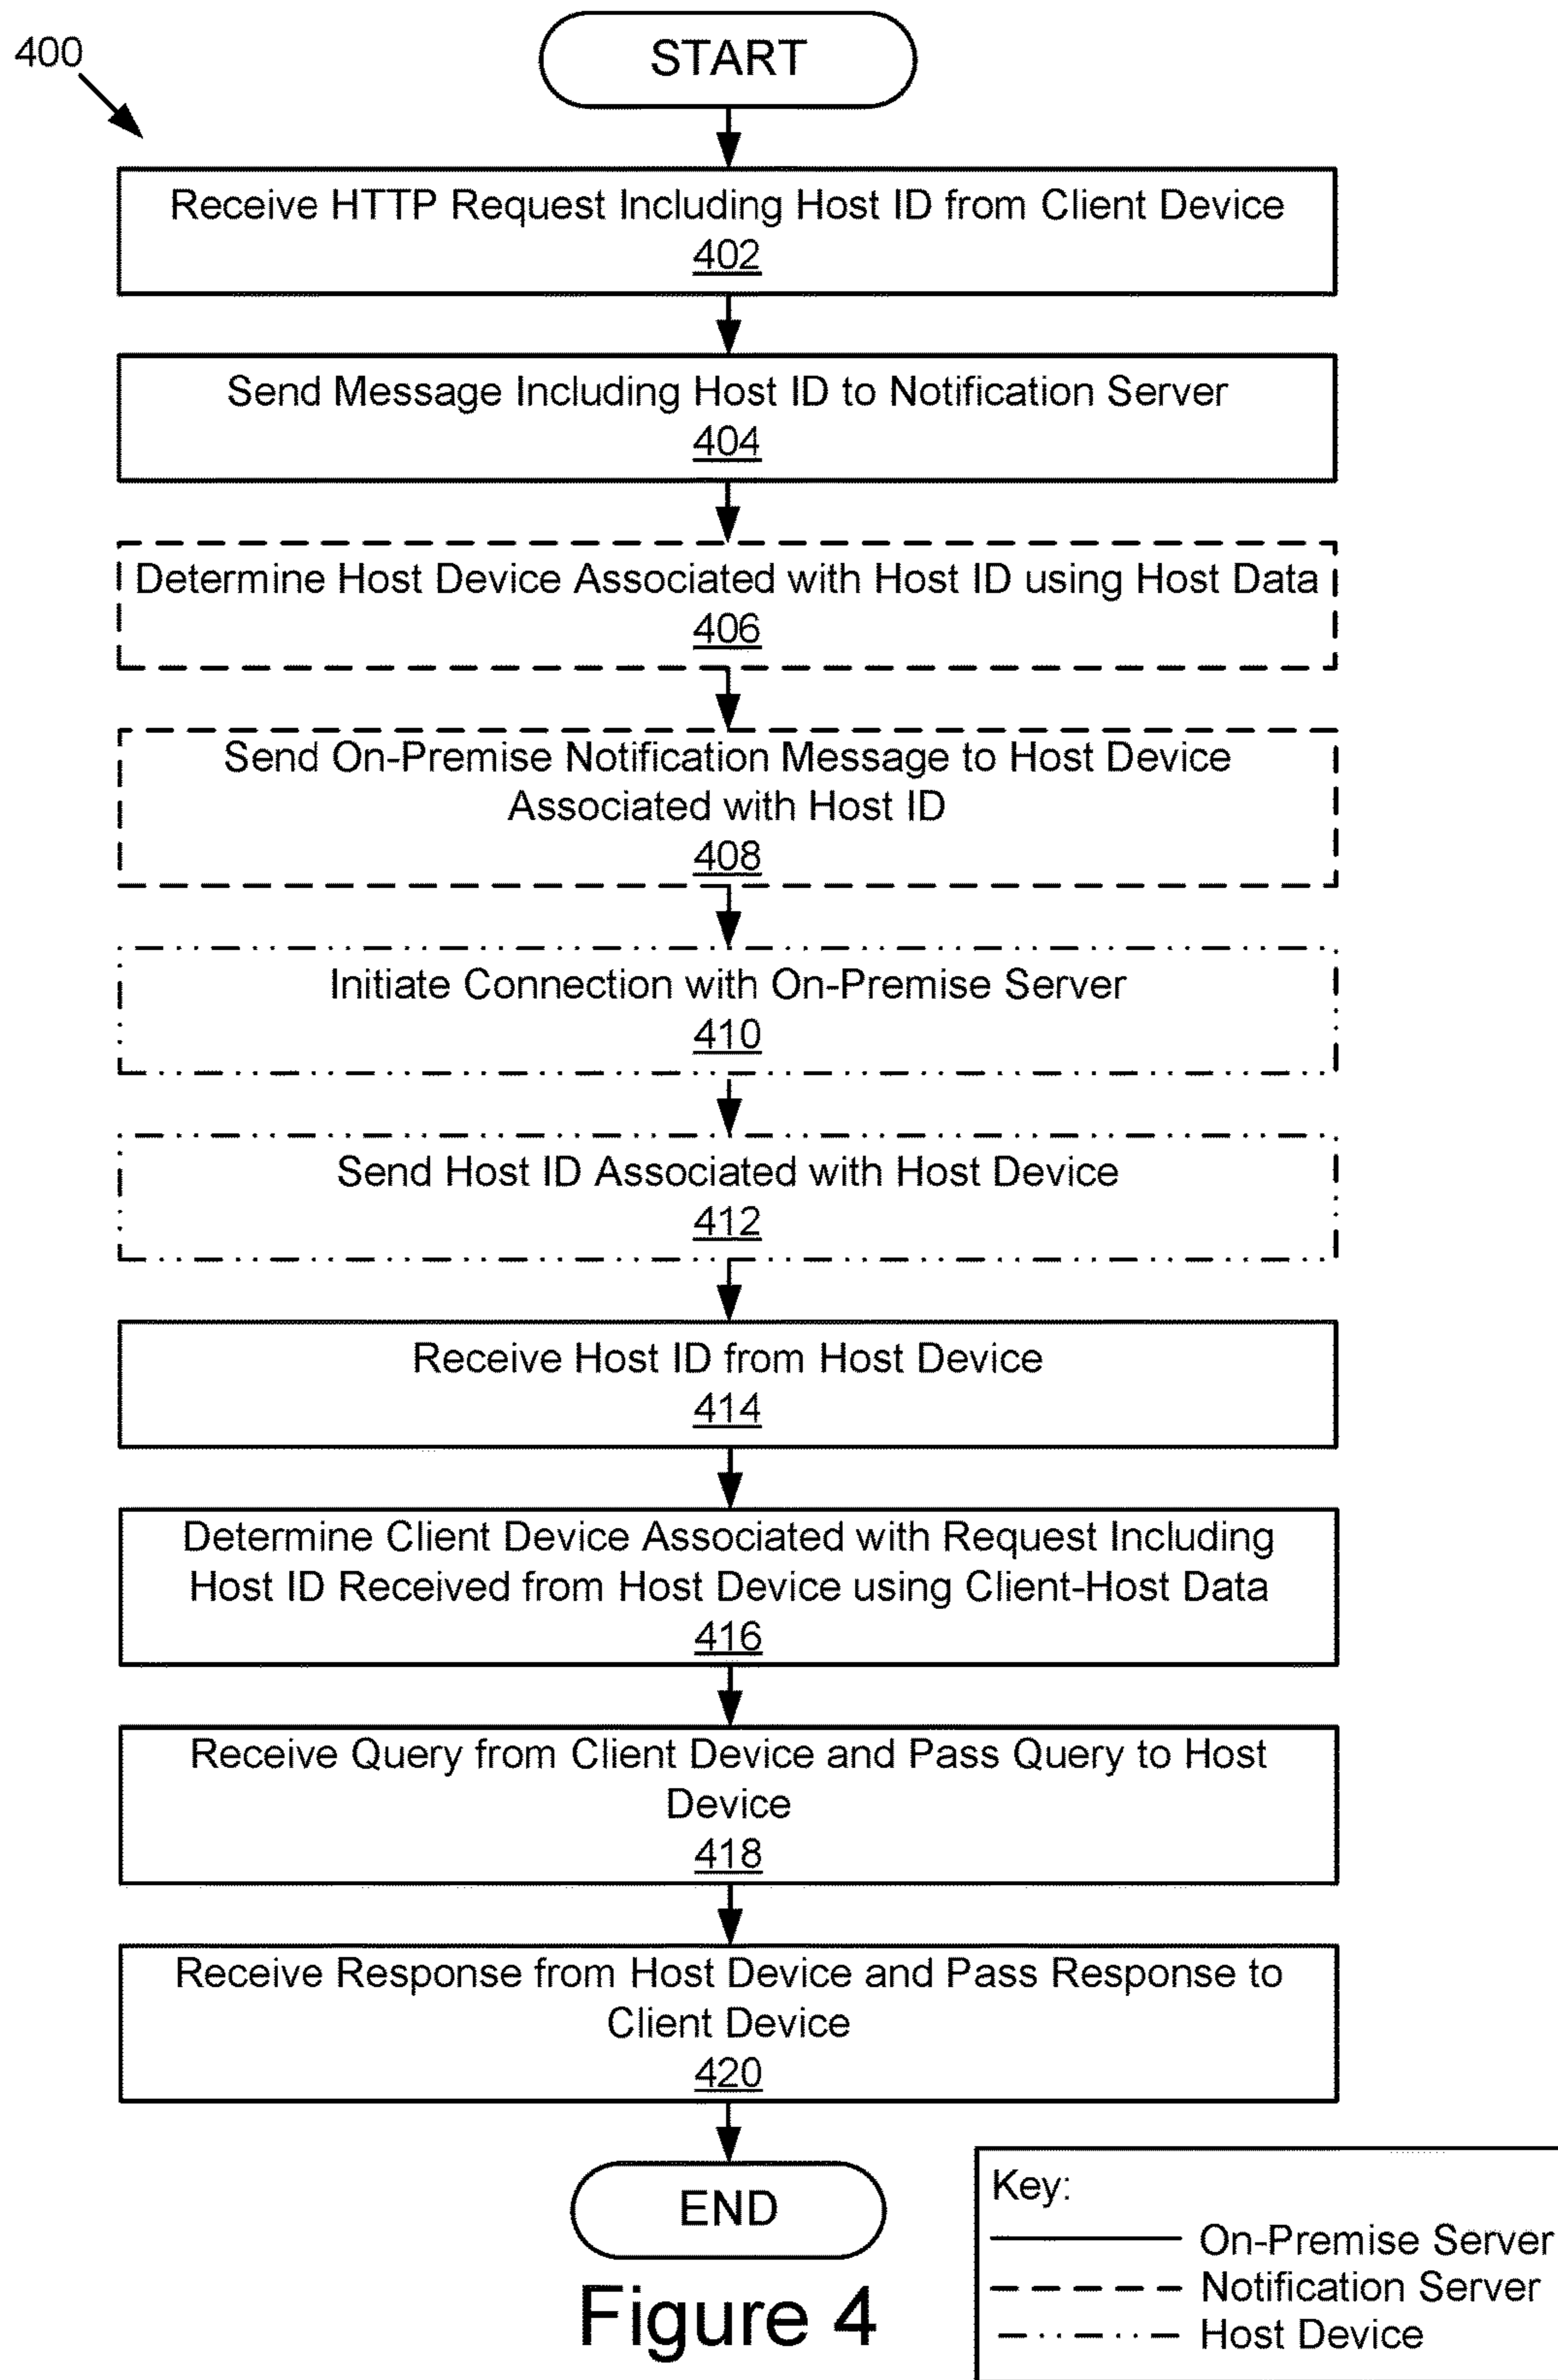 400
START
Receive HTTP Request Including Host ID from Client Device
402
Send Message Including Host ID to Notification Server
404
Determine Host Device Associated with Host ID using Host Data
406
Send On-Premise Notification Message to Host Device
Associated with Host ID
408
Initiate Connection with On-Premise Server
410
Send Host ID Associated with Host Device
412
Receive Host ID from Host Device
414
Determine Client Device Associated with Request Including
Host ID Received from Host Device using Client-Host Data
416
Receive Query from Client Device and Pass Query to Host
Device
418
Receive Response from Host Device and Pass Response to
Client Device
420
END
Figure 4
Key:
On-Premise Server
Notification Server
Host Device